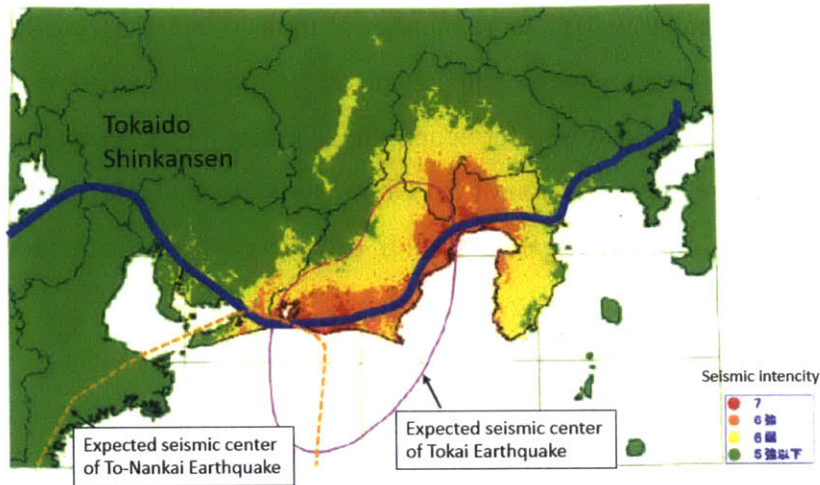 Tokaido
Shinkansen
Seismic intencity
7
6強
6弱
5強以下
Expected seismic center
of To-Nankai Earthquake
Expected seismic center
of Tokai Earthquake